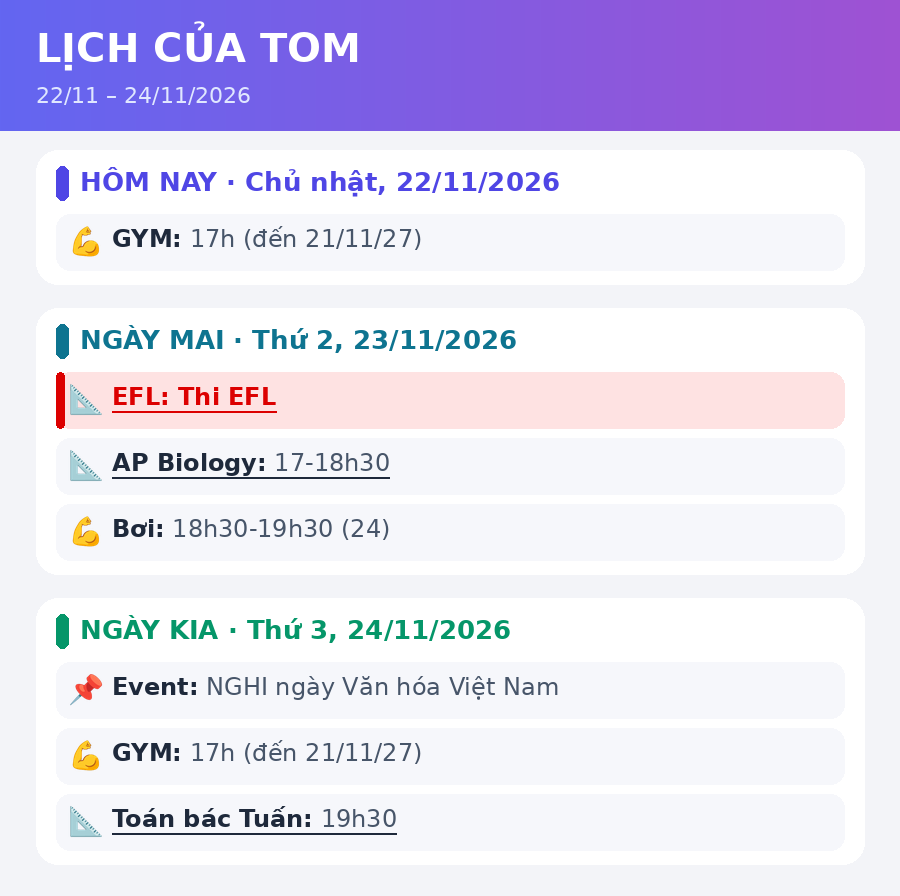 LỊCH CỦA TOM
22/11 – 24/11/2026
HÔM NAY · Chủ nhật, 22/11/2026
💪 GYM: 17h (đến 21/11/27)
NGÀY MAI · Thứ 2, 23/11/2026
📐 EFL: Thi EFL
📐 AP Biology: 17-18h30
💪 Bơi: 18h30-19h30 (24)
NGÀY KIA · Thứ 3, 24/11/2026
📌 Event: NGHI ngày Văn hóa Việt Nam
💪 GYM: 17h (đến 21/11/27)
📐 Toán bác Tuấn: 19h30